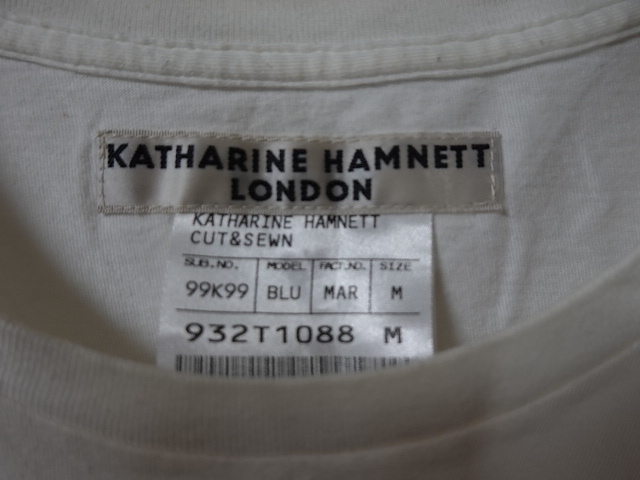 KATHARINE HAMNETT
LONDON
KATHARINE HAMNETT
CUT&SEWN
SUB.NO. MODEL FACT.NO. SIZE
99K99 BLU MAR M
932T1088 M